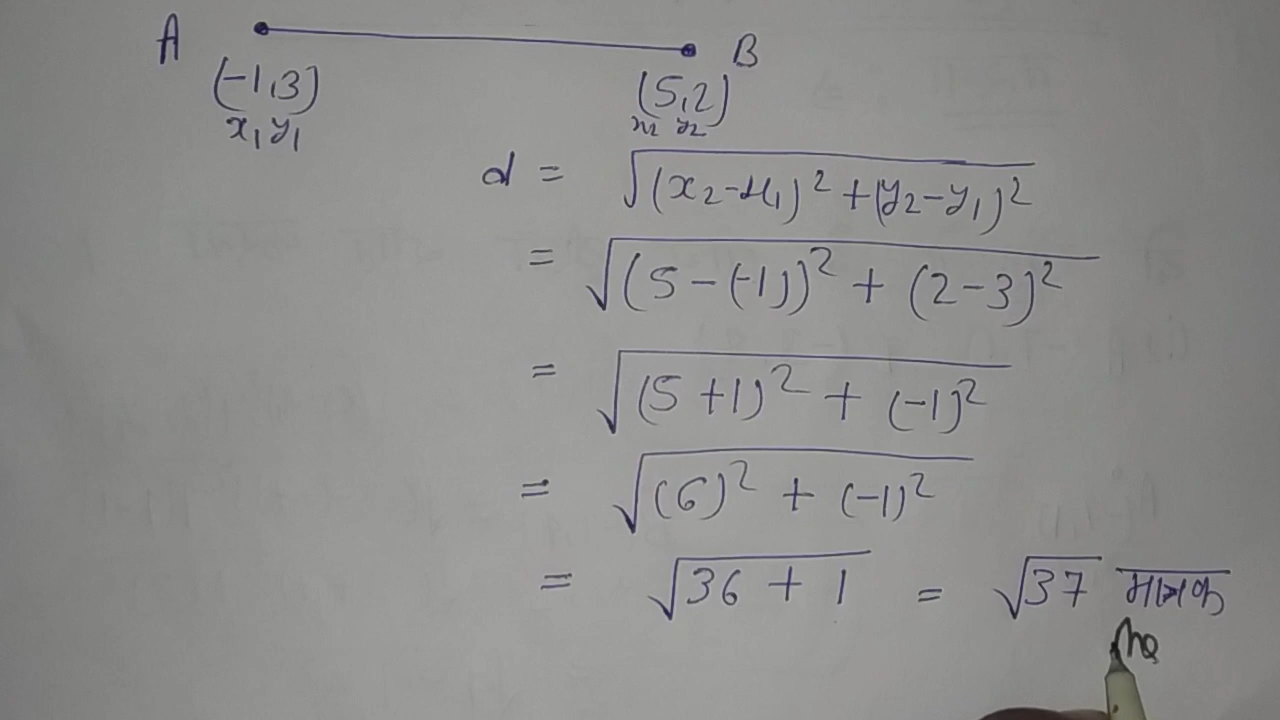 A B
(-1,3) (5,2)
x₁ y₁ x₂ y₂
d = √(x₂-x₁)² + (y₂-y₁)²
= √(5-(-1))² + (2-3)²
= √(5+1)² + (-1)²
= √(6)² + (-1)²
= √36 + 1 = √37 मात्रक